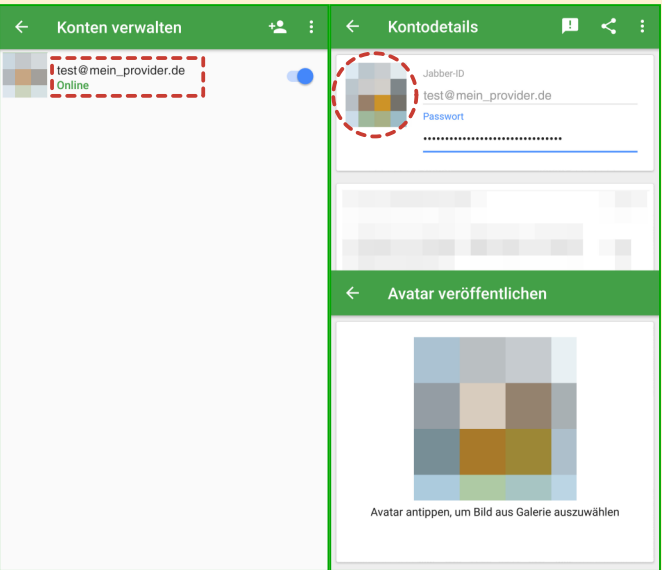 Konten verwalten
test@mein_provider.de
Online
Kontodetails
Jabber-ID
test@mein_provider.de
Passwort
••••••••••••••••••••••••••••••••
Avatar veröffentlichen
Avatar antippen, um Bild aus Galerie auszuwählen